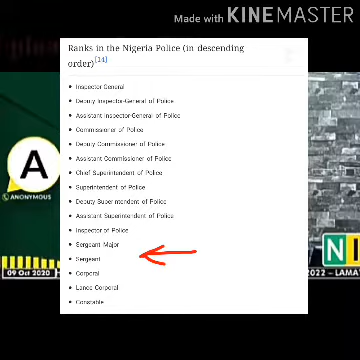 Made with KINEMASTER
Ranks in the Nigeria Police (in descending
order)[14]
• Inspector General
• Deputy Inspector-General of Police
• Assistant Inspector-General of Police
• Commissioner of Police
• Deputy Commissioner of Police
• Assistant Commissioner of Police
• Chief Superintendent of Police
• Superintendent of Police
• Deputy Superintendent of Police
• Assistant Superintendent of Police
• Inspector of Police
• Sergeant Major
• Sergeant
• Corporal
• Lance Corporal
• Constable
A
ANONYMOUS
09 Oct 2020
NI
2022 – LAMA